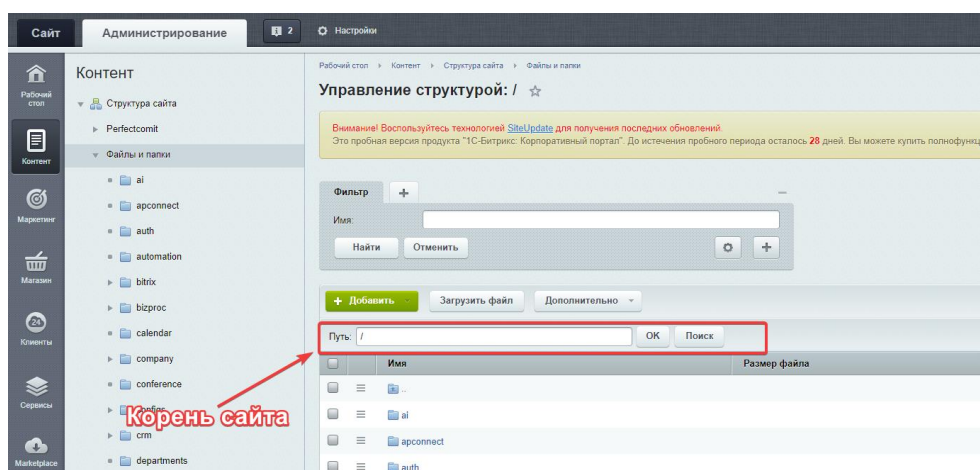 Сайт
Администрирование
2
Настройки
Рабочий стол
Контент
Маркетинг
Магазин
24
Клиенты
Сервисы
Marketplace
Контент
Структура сайта
Perfectcomit
Файлы и папки
ai
apconnect
auth
automation
bitrix
bizproc
calendar
company
conference
crm
departments
Рабочий стол Контент Структура сайта Файлы и папки
Управление структурой: /
Внимание! Воспользуйтесь технологией SiteUpdate для получения последних обновлений.
Это пробная версия продукта "1С-Битрикс: Корпоративный портал". До истечения пробного периода осталось 28 дней. Вы можете купить полнофункц
Фильтр +
Имя:
Найти Отменить
+ Добавить Загрузить файл Дополнительно
Путь: / OK Поиск
Имя Размер файла
..
ai
apconnect
auth
Корень сайта